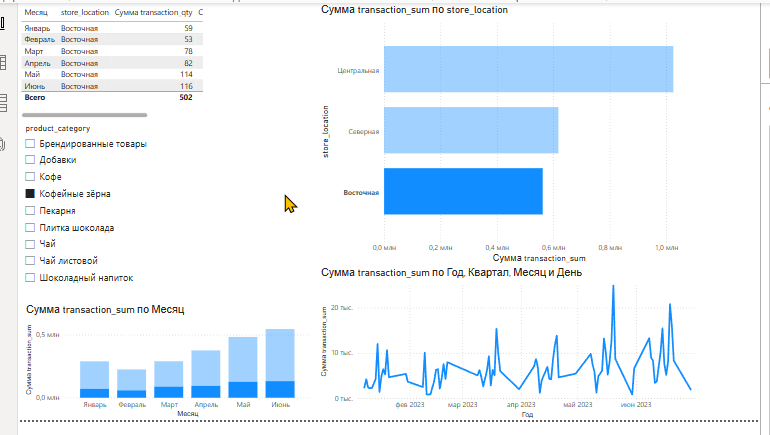 Месяц store_location Сумма transaction_qty С
Январь Восточная 59
Февраль Восточная 53
Март Восточная 78
Апрель Восточная 82
Май Восточная 114
Июнь Восточная 116
Всего 502
product_category
Брендированные товары
Добавки
Кофе
Кофейные зёрна
Пекарня
Плитка шоколада
Чай
Чай листовой
Шоколадный напиток
Сумма transaction_sum по store_location
store_location
Центральная
Северная
Восточная
0,0 млн 0,2 млн 0,4 млн 0,6 млн 0,8 млн 1,0 млн
Сумма transaction_sum
Сумма transaction_sum по Месяц
Сумма transaction_sum
0,5 млн
0,0 млн
Январь Февраль Март Апрель Май Июнь
Месяц
Сумма transaction_sum по Год, Квартал, Месяц и День
Сумма transaction_sum
20 тыс.
10 тыс.
0 тыс.
фев 2023 мар 2023 апр 2023 май 2023 июн 2023
Год